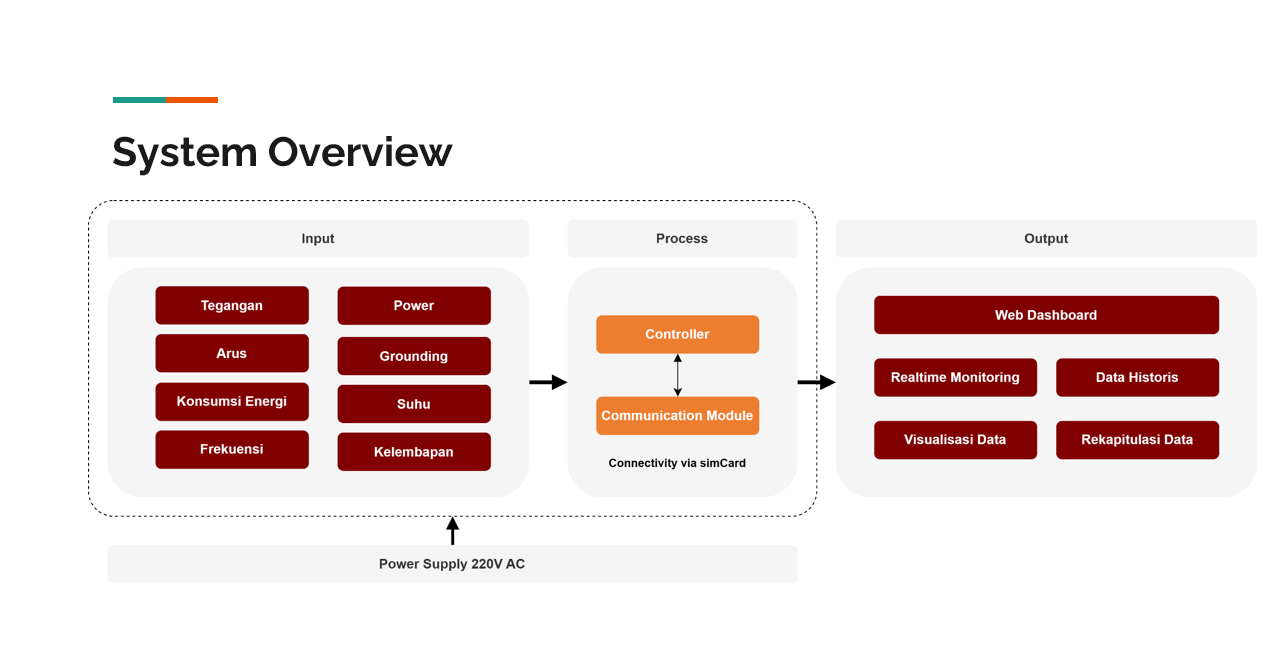 System Overview
Input
Process
Output
Tegangan
Arus
Konsumsi Energi
Frekuensi
Power
Grounding
Suhu
Kelembapan
Controller
Communication Module
Connectivity via simCard
Web Dashboard
Realtime Monitoring
Data Historis
Visualisasi Data
Rekapitulasi Data
Power Supply 220V AC